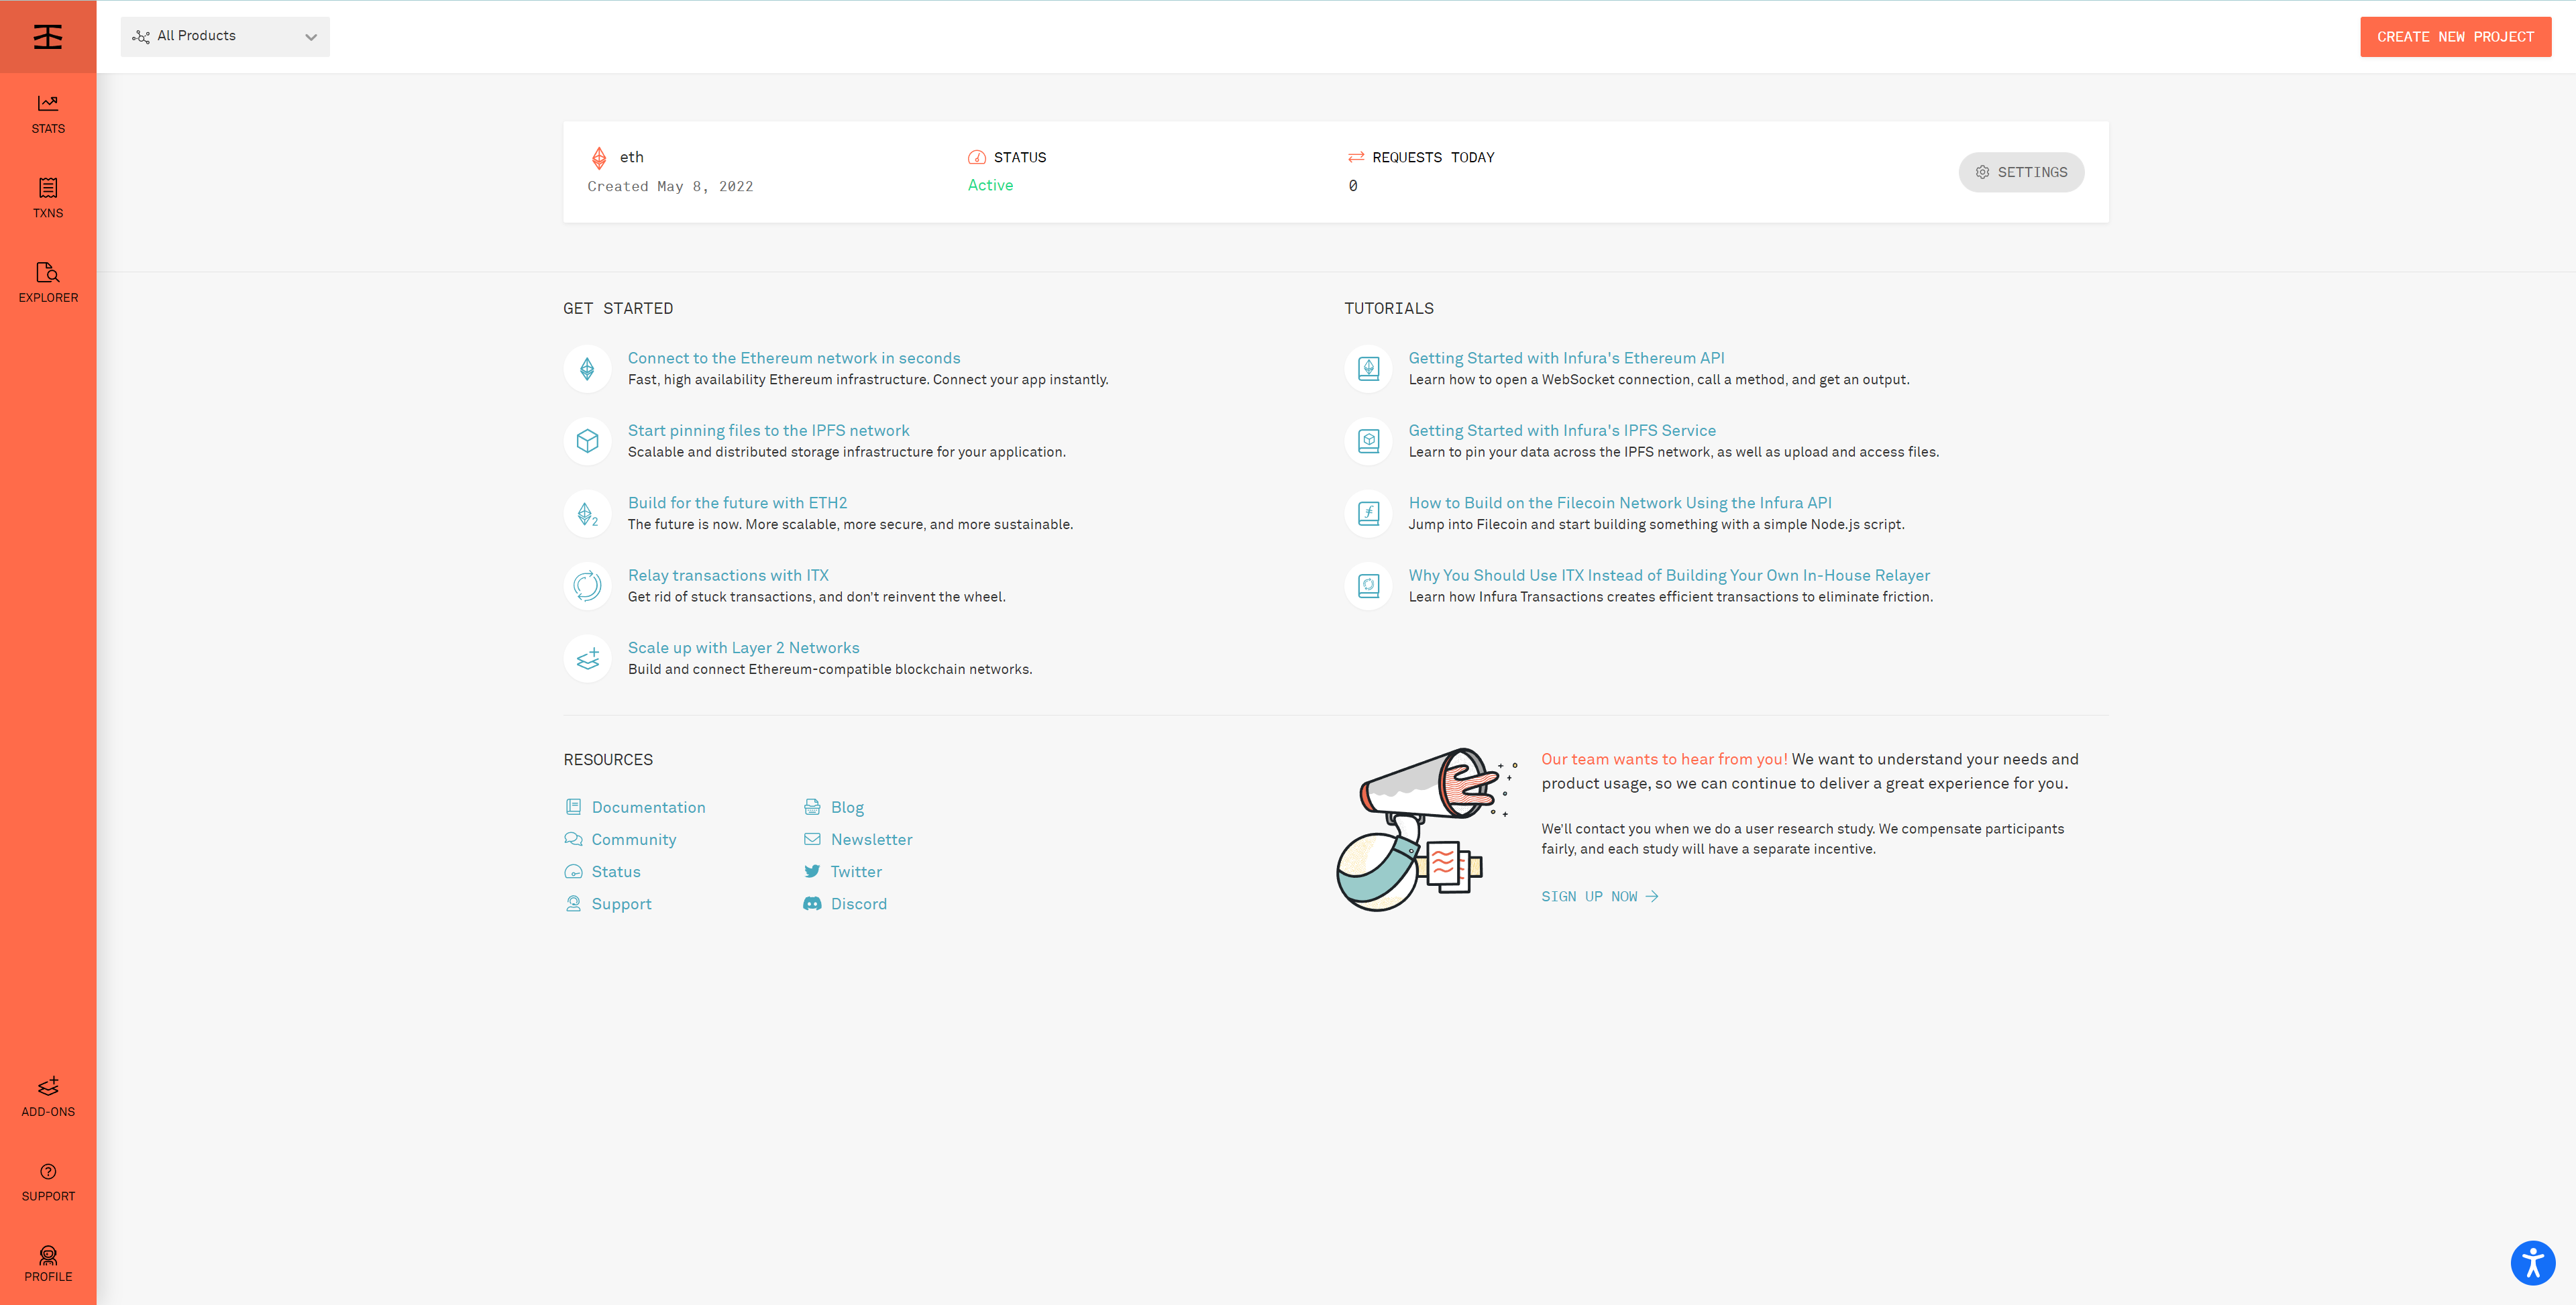 All Products
CREATE NEW PROJECT
STATS
TXNS
EXPLORER
eth
Created May 8, 2022
STATUS
Active
REQUESTS TODAY
0
SETTINGS
GET STARTED
Connect to the Ethereum network in seconds
Fast, high availability Ethereum infrastructure. Connect your app instantly.
Start pinning files to the IPFS network
Scalable and distributed storage infrastructure for your application.
2
Build for the future with ETH2
The future is now. More scalable, more secure, and more sustainable.
Relay transactions with ITX
Get rid of stuck transactions, and don't reinvent the wheel.
Scale up with Layer 2 Networks
Build and connect Ethereum-compatible blockchain networks.
TUTORIALS
Getting Started with Infura's Ethereum API
Learn how to open a WebSocket connection, call a method, and get an output.
Getting Started with Infura's IPFS Service
Learn to pin your data across the IPFS network, as well as upload and access files.
How to Build on the Filecoin Network Using the Infura API
Jump into Filecoin and start building something with a simple Node.js script.
Why You Should Use ITX Instead of Building Your Own In-House Relayer
Learn how Infura Transactions creates efficient transactions to eliminate friction.
RESOURCES
Documentation
Community
Status
Support
Blog
Newsletter
Twitter
Discord
Our team wants to hear from you! We want to understand your needs and
product usage, so we can continue to deliver a great experience for you.
We'll contact you when we do a user research study. We compensate participants
fairly, and each study will have a separate incentive.
SIGN UP NOW
ADD-ONS
SUPPORT
PROFILE